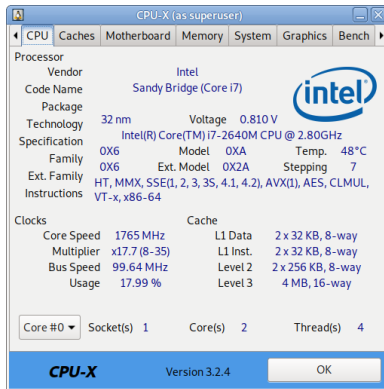 CPU-X (as superuser)
CPU Caches Motherboard Memory System Graphics Bench
Processor
Vendor Intel
Code Name Sandy Bridge (Core i7)
Package
Technology 32 nm Voltage 0.810 V
Specification Intel(R) Core(TM) i7-2640M CPU @ 2.80GHz
Family 0X6 Model 0XA Temp. 48°C
Ext. Family 0X6 Ext. Model 0X2A Stepping 7
Instructions HT, MMX, SSE(1, 2, 3, 3S, 4.1, 4.2), AVX(1), AES, CLMUL,
VT-x, x86-64
(intel)
Clocks Cache
Core Speed 1765 MHz L1 Data 2 x 32 KB, 8-way
Multiplier x17.7 (8-35) L1 Inst. 2 x 32 KB, 8-way
Bus Speed 99.64 MHz Level 2 2 x 256 KB, 8-way
Usage 17.99 % Level 3 4 MB, 16-way
Core #0 Socket(s) 1 Core(s) 2 Thread(s) 4
CPU-X Version 3.2.4 OK